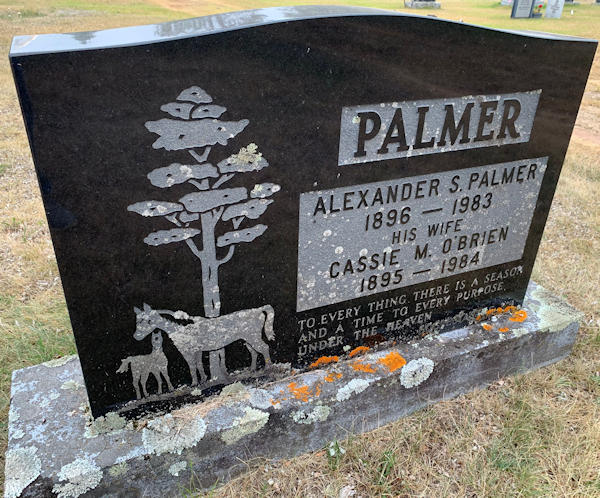 PALMER
ALEXANDER S. PALMER
1896 — 1983
HIS WIFE
CASSIE M. O'BRIEN
1895 — 1984
TO EVERY THING THERE IS A SEASON
AND A TIME TO EVERY PURPOSE
UNDER THE HEAVEN